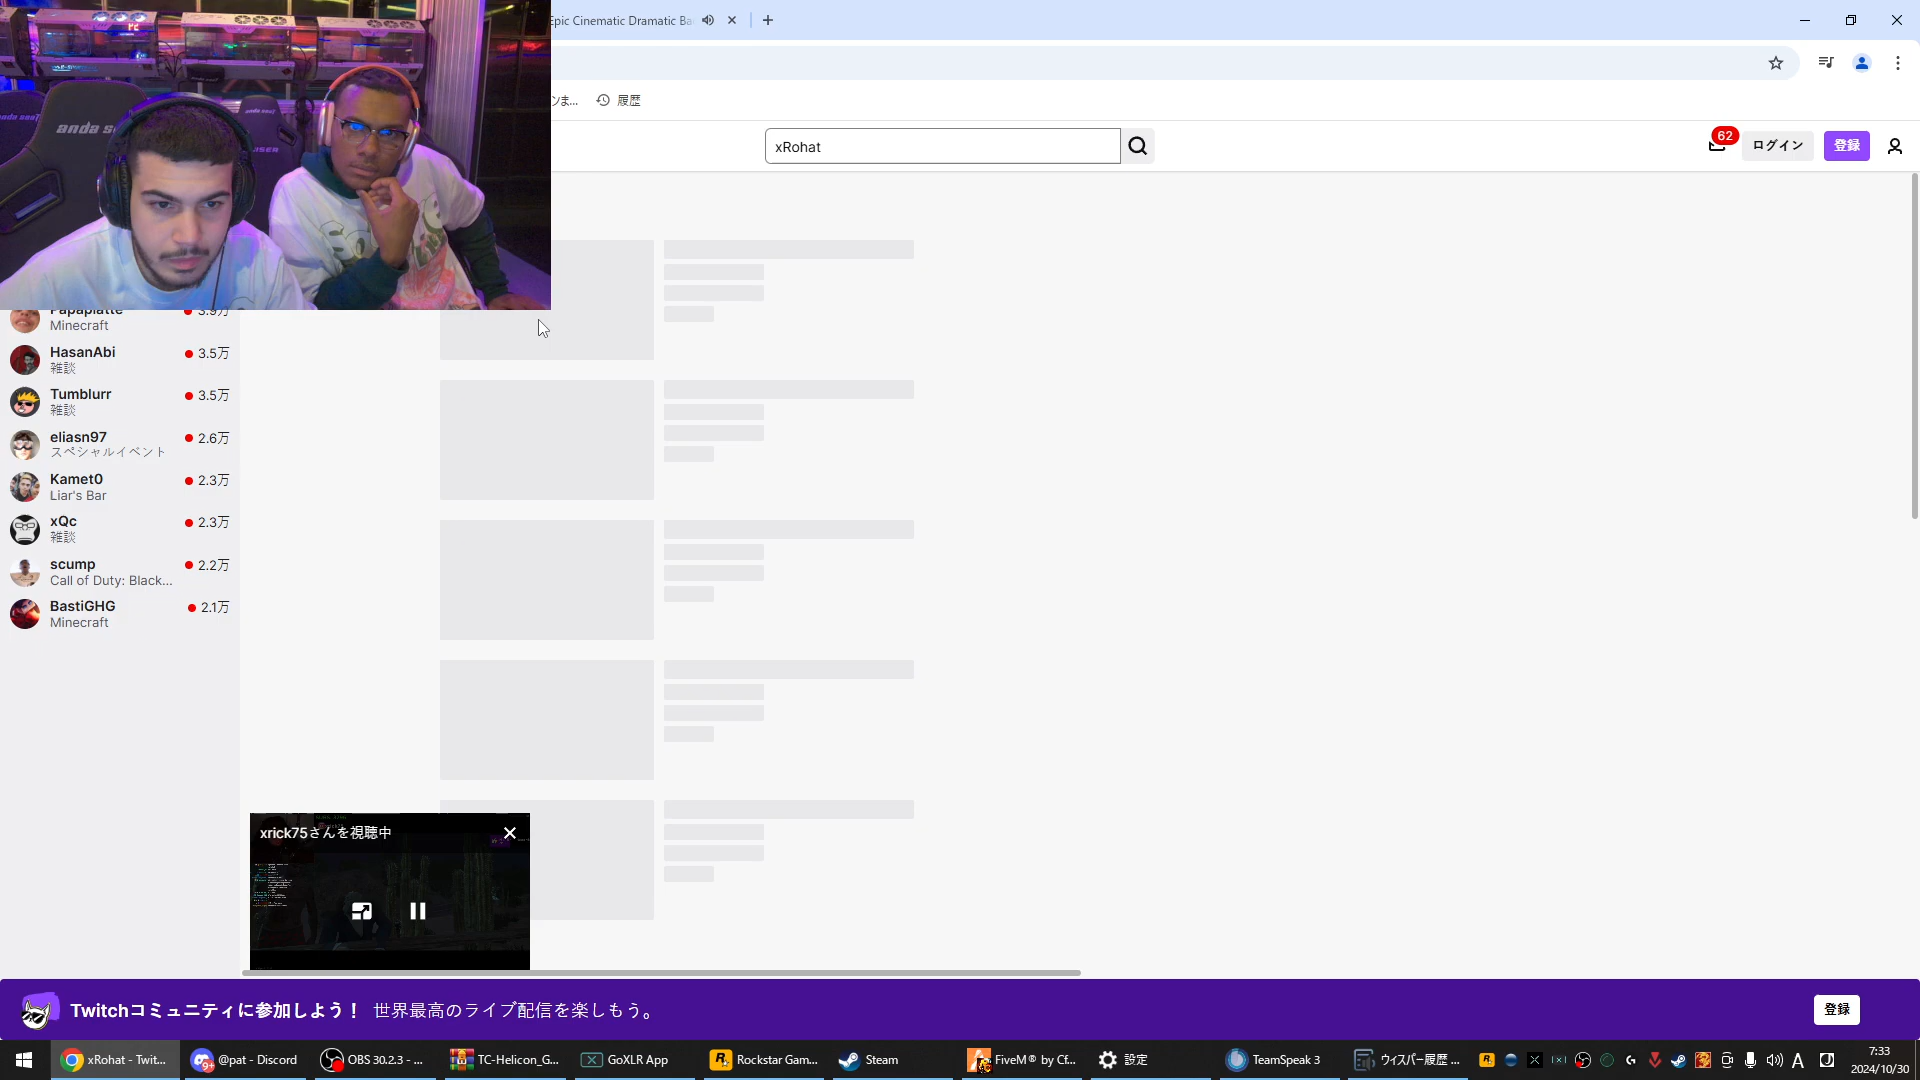 Epic Cinematic Dramatic Ba
ンま...
履歴
anda s
xRohat
62
ログイン
登録
Papaplatte
3.9万
Minecraft
HasanAbi
3.5万
雑談
Tumblurr
3.5万
雑談
eliasn97
2.6万
スペシャルイベント
Kamet0
2.3万
Liar's Bar
xQc
2.3万
雑談
scump
2.2万
Call of Duty: Black...
BastiGHG
2.1万
Minecraft
xrick75さんを視聴中
Twitchコミュニティに参加しよう！ 世界最高のライブ配信を楽しもう。
登録
xRohat - Twit...
@pat - Discord
OBS 30.2.3 - ...
TC-Helicon_G...
GoXLR App
Rockstar Gam...
Steam
FiveM® by Cf...
設定
TeamSpeak 3
ウィスパー履歴 ...
A
7:33
2024/10/30